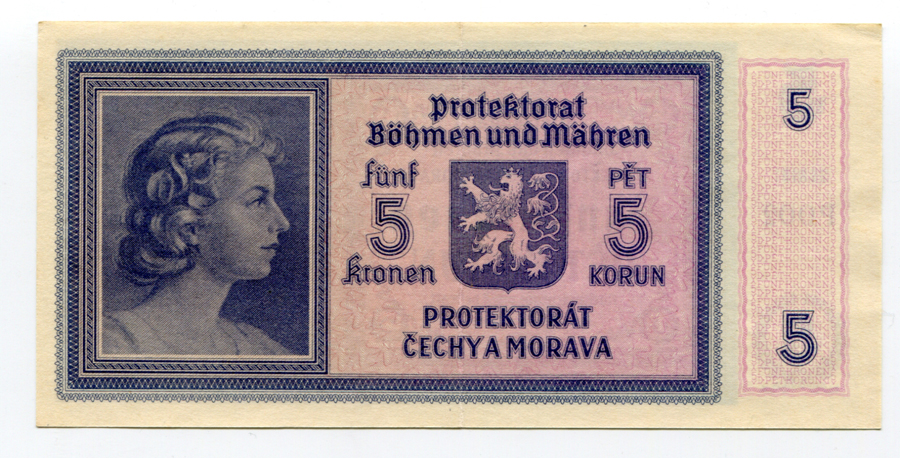 Protektorat
Böhmen und Mähren
fünf
5
Kronen
PĚT
5
KORUN
PROTEKTORÁT
ČECHY A MORAVA
5
5